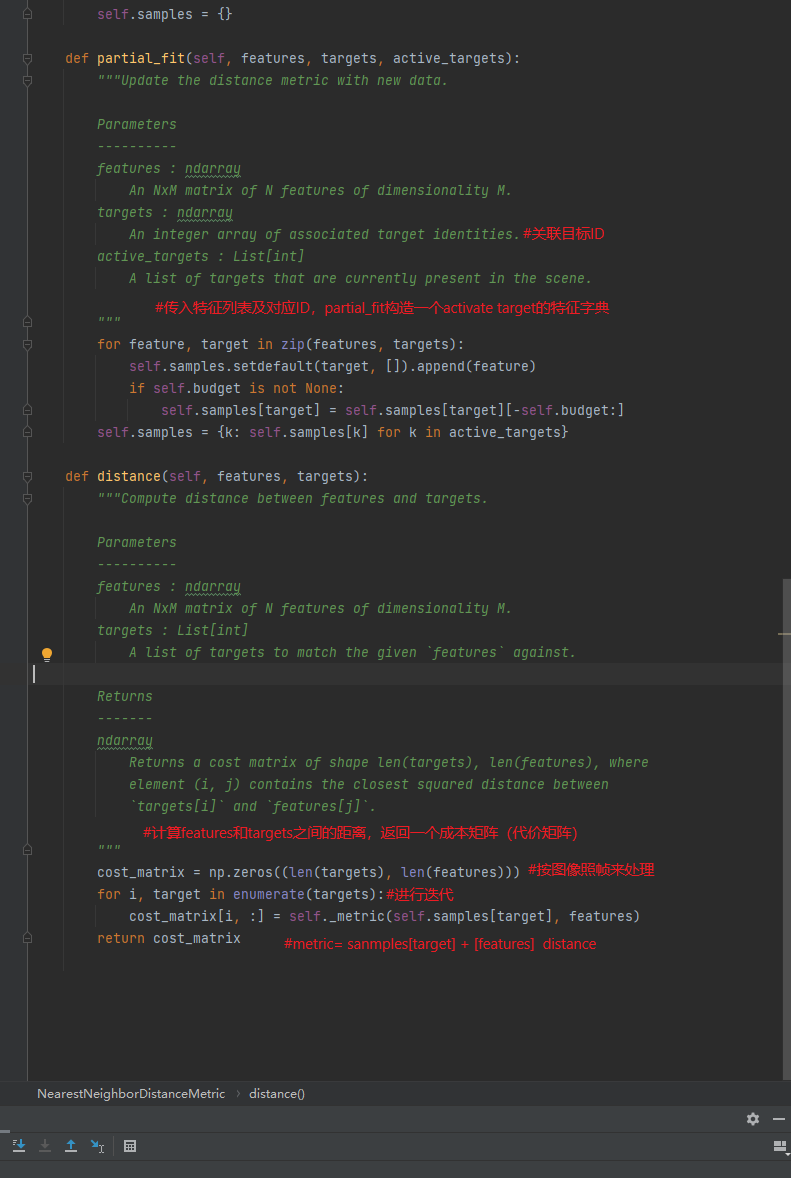 self.samples = {}
def partial_fit(self, features, targets, active_targets):
"""Update the distance metric with new data.
Parameters
----------
features : ndarray
An NxM matrix of N features of dimensionality M.
targets : ndarray
An integer array of associated target identities. #关联目标ID
active_targets : List[int]
A list of targets that are currently present in the scene.
#传入特征列表及对应ID，partial_fit构造一个activate target的特征字典
"""
for feature, target in zip(features, targets):
self.samples.setdefault(target, []).append(feature)
if self.budget is not None:
self.samples[target] = self.samples[target][-self.budget:]
self.samples = {k: self.samples[k] for k in active_targets}
def distance(self, features, targets):
"""Compute distance between features and targets.
Parameters
----------
features : ndarray
An NxM matrix of N features of dimensionality M.
targets : List[int]
A list of targets to match the given `features` against.
Returns
-------
ndarray
Returns a cost matrix of shape len(targets), len(features), where
element (i, j) contains the closest squared distance between
`targets[i]` and `features[j]`.
#计算features和targets之间的距离，返回一个成本矩阵（代价矩阵）
"""
cost_matrix = np.zeros((len(targets), len(features))) #按图像照帧来处理
for i, target in enumerate(targets):#进行迭代
cost_matrix[i, :] = self._metric(self.samples[target], features)
return cost_matrix
#metric= sanmples[target] + [features] distance
NearestNeighborDistanceMetric › distance()